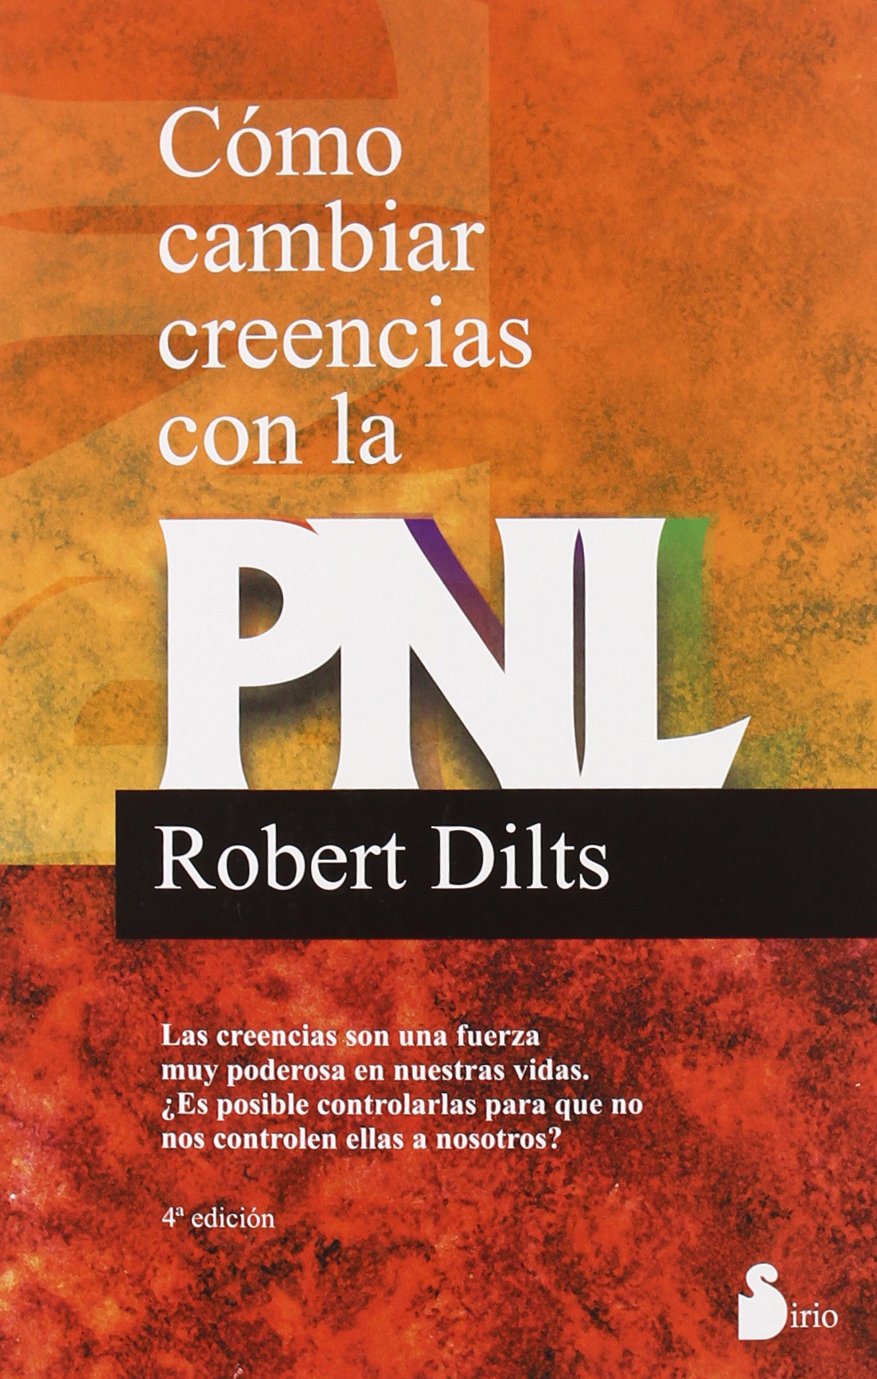 Cómo
cambiar
creencias
con la
PNL
Robert Dilts
Las creencias son una fuerza
muy poderosa en nuestras vidas.
¿Es posible controlarlas para que no
nos controlen ellas a nosotros?
4ª edición
Sirio